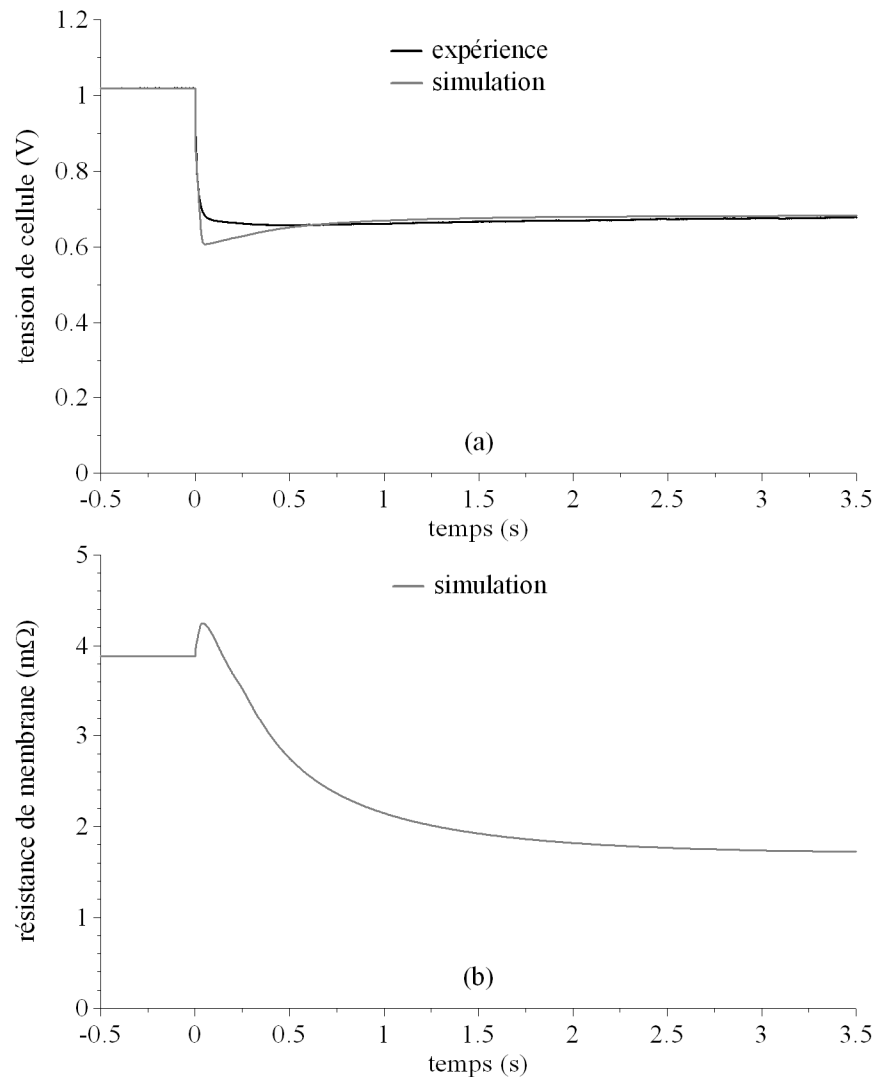 1.2
1
0.8
0.6
0.4
0.2
0
tension de cellule (V)
expérience
simulation
(a)
-0.5 0 0.5 1 1.5 2 2.5 3 3.5
temps (s)
5
4
3
2
1
0
résistance de membrane (mΩ)
simulation
(b)
-0.5 0 0.5 1 1.5 2 2.5 3 3.5
temps (s)